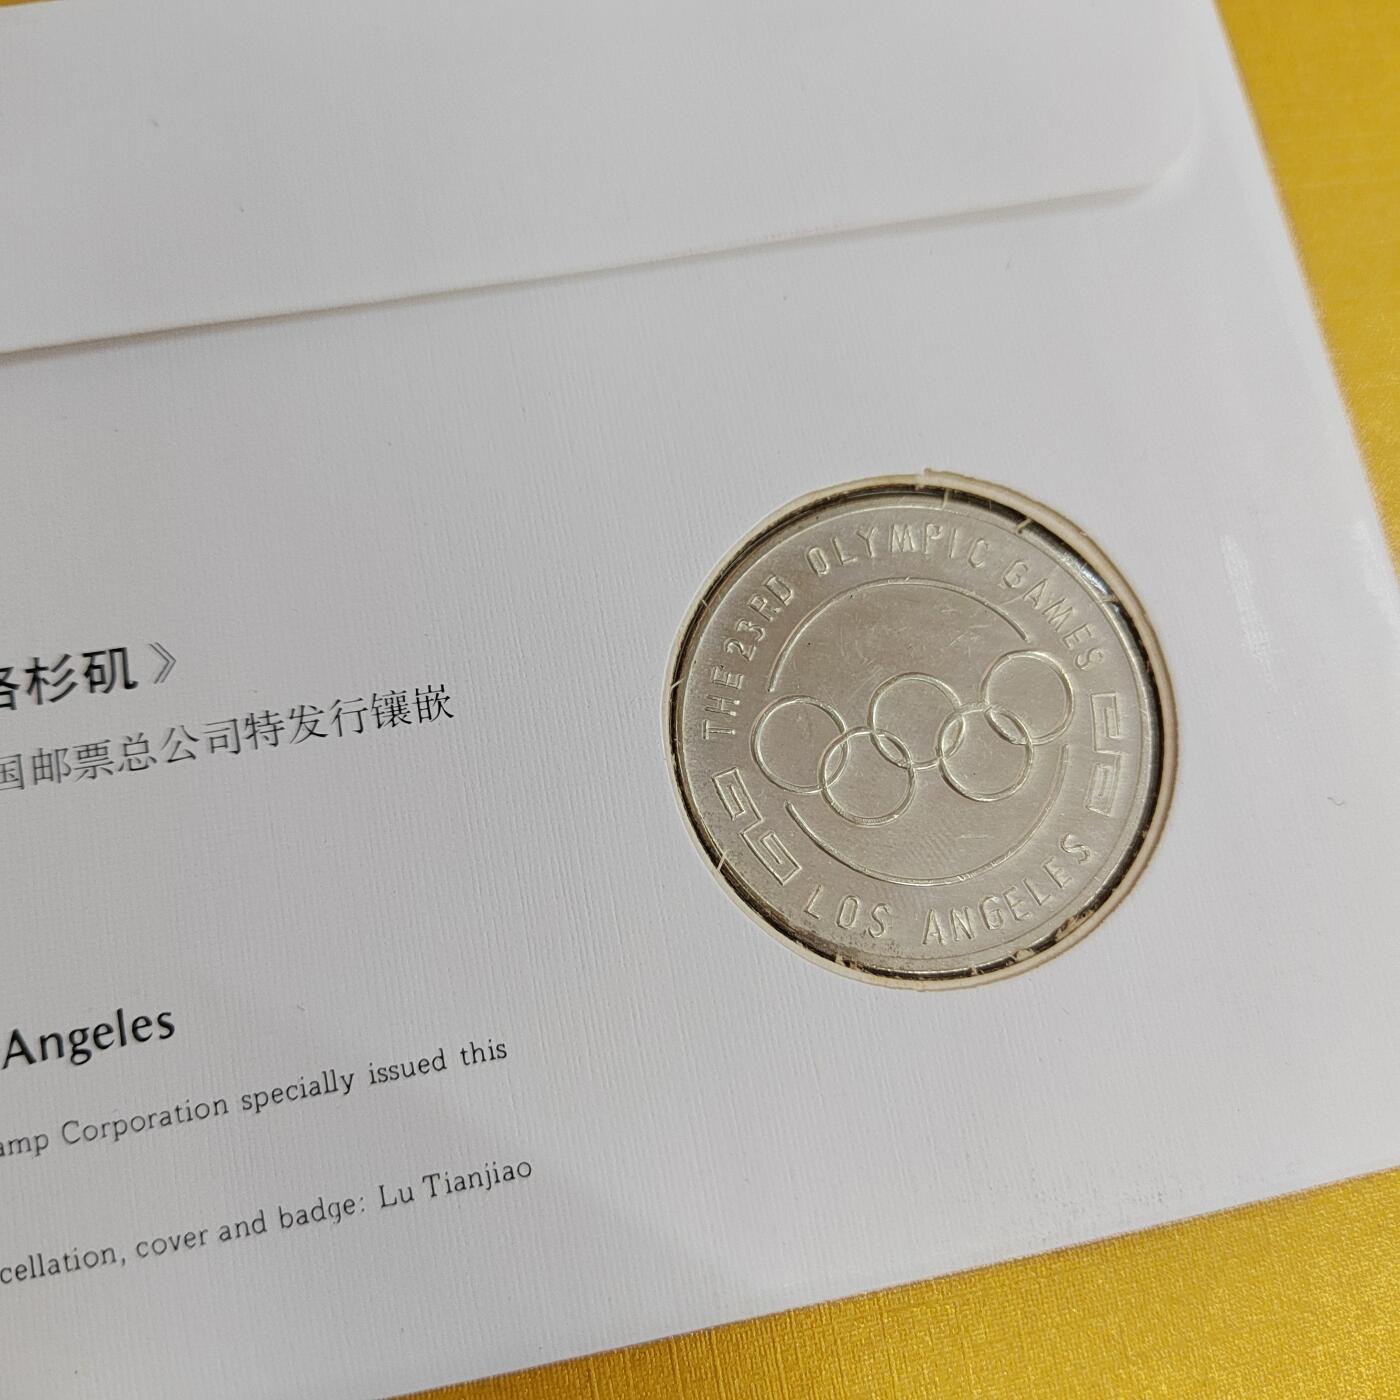 洛杉矶》
国邮票总公司特发行镶嵌
THE 23RD OLYMPIC GAMES
LOS ANGELES
Angeles
amp Corporation specially issued this
cellation, cover and badge: Lu Tianjiao